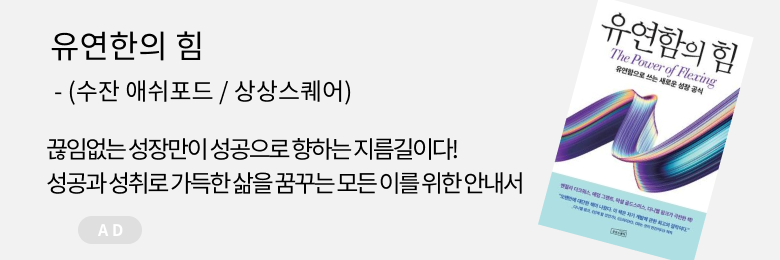 유연한의 힘
- (수잔 애쉬포드 / 상상스퀘어)
끊임없는 성장만이 성공으로 향하는 지름길이다!
성공과 성취로 가득한 삶을 꿈꾸는 모든 이를 위한 안내서
AD
유연함의 힘
The Power of Flexing
유연함으로 쓰는 새로운 성장 공식